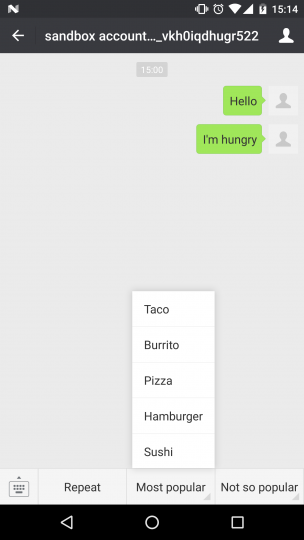 15:14
sandbox account..._vkh0iqdhugr522
15:00
Hello
I'm hungry
Taco
Burrito
Pizza
Hamburger
Sushi
Repeat
Most popular
Not so popular